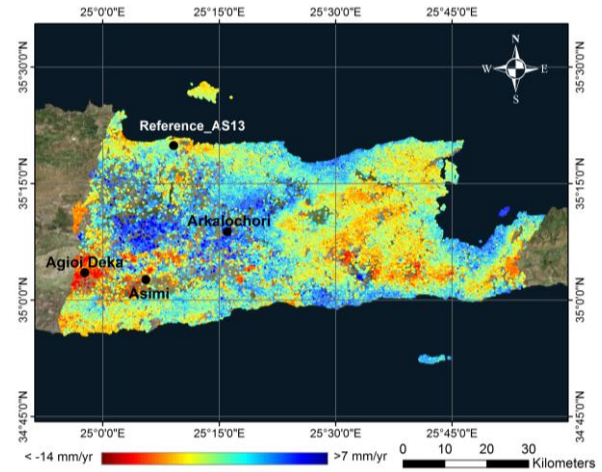 25°0'0"E 25°15'0"E 25°30'0"E 25°45'0"E
35°30'0"N 35°30'0"N
N
W E
S
Reference_AS13
35°15'0"N 35°15'0"N
Arkalochori
Agioi Deka
Asimi
35°0'0"N 35°0'0"N
34°45'0"N 34°45'0"N
25°0'0"E 25°15'0"E 25°30'0"E 25°45'0"E
< -14 mm/yr >7 mm/yr
0 10 20 30
Kilometers